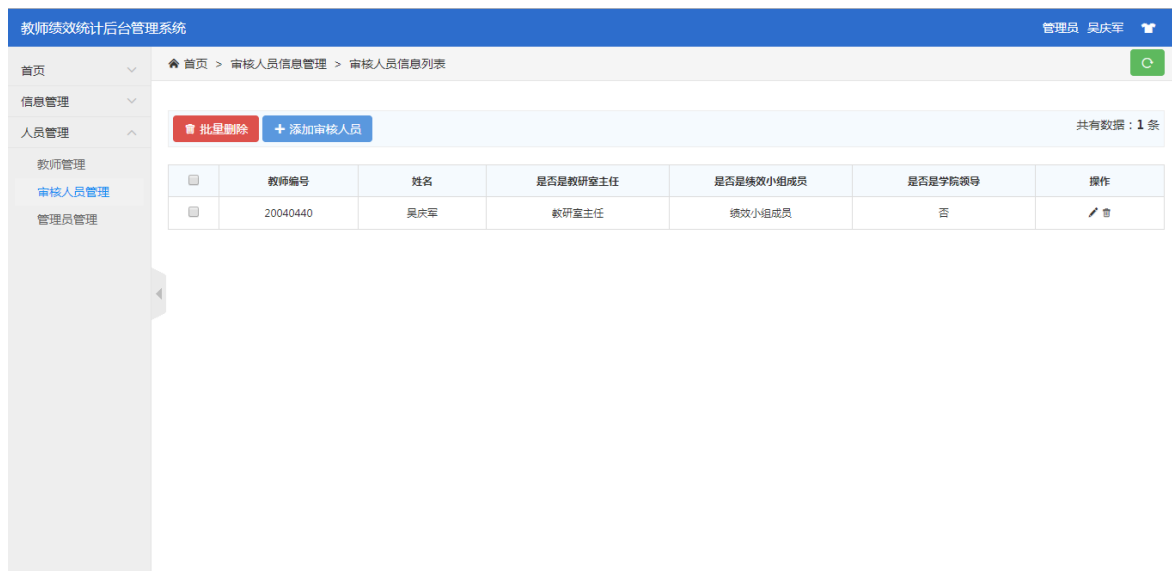 教师绩效统计后台管理系统 管理员 吴庆军
首页
信息管理
人员管理
教师管理
审核人员管理
管理员管理
首页 > 审核人员信息管理 > 审核人员信息列表
批量删除 添加审核人员 共有数据：1 条
教师编号 姓名 是否是教研室主任 是否是绩效小组成员 是否是学院领导 操作
20040440 吴庆军 教研室主任 绩效小组成员 否